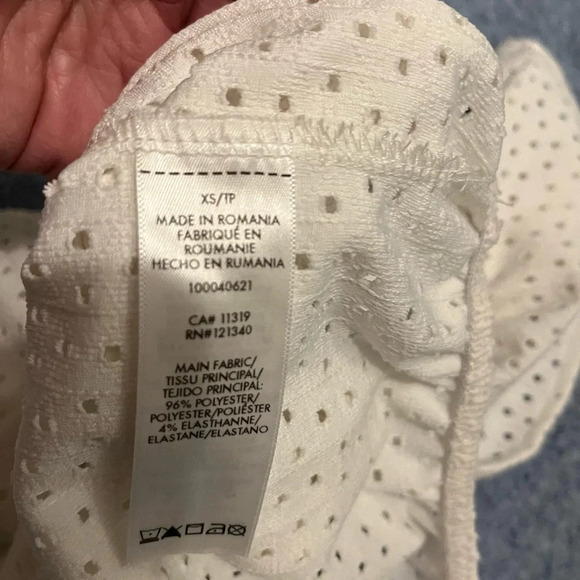 XS/TP
MADE IN ROMANIA
FABRIQUÉ EN
ROUMANIE
HECHO EN RUMANIA
100040621
CA# 11319
RN#121340
MAIN FABRIC/
TISSU PRINCIPAL/
TEJIDO PRINCIPAL:
96% POLYESTER/
POLYESTER/POLIÉSTER
4% ELASTHANNE/
ELASTANE/ELASTANO